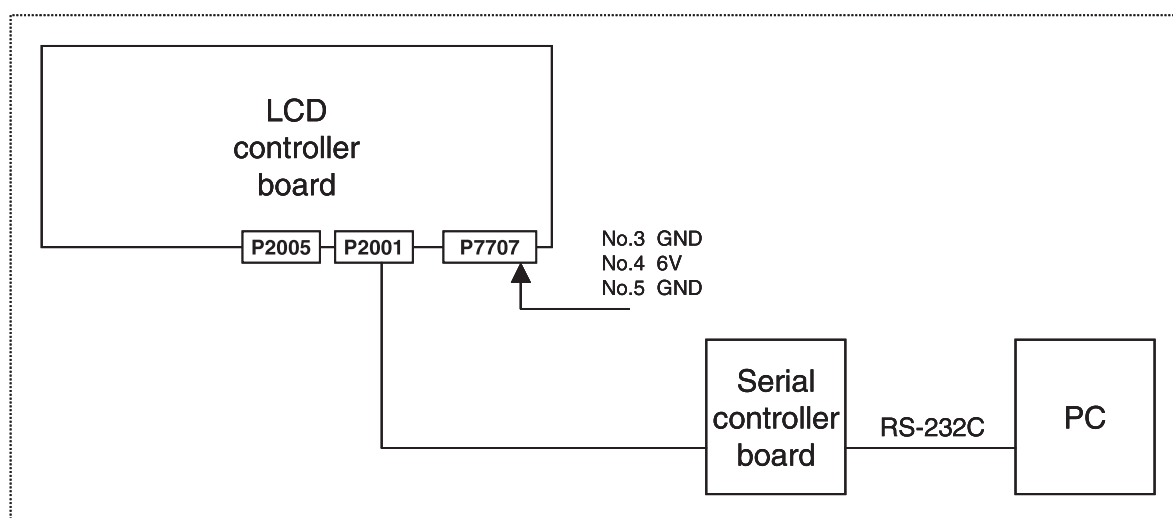 LCD
controller
board
P2005
P2001
P7707
No.3 GND
No.4 6V
No.5 GND
Serial
controller
board
RS-232C
PC